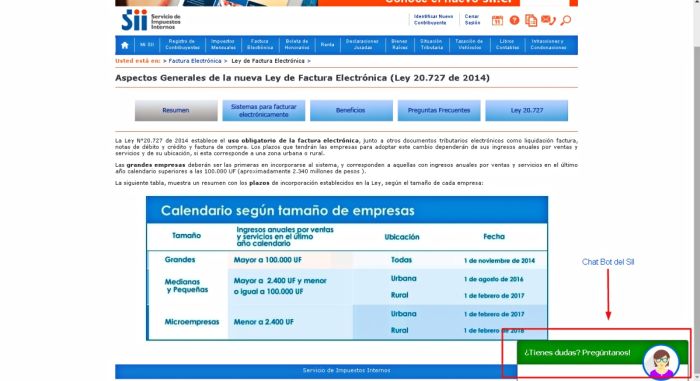 Conoce el nuevo sii.cl
Sii Servicio de
Impuestos
Internos
Identificar Nuevo
Contribuyente
Cerrar
Sesión
Mi SII
Registro de
Contribuyentes
Impuestos
Mensuales
Factura
Electrónica
Boleta de
Honorarios
Renta
Declaraciones
Juradas
Bienes
Raíces
Situación
Tributaria
Tasación de
Vehículos
Libros
Contables
Infracciones y
Condonaciones
Usted está en: > Factura Electrónica > Ley de Factura Electrónica >
Aspectos Generales de la nueva Ley de Factura Electrónica (Ley 20.727 de 2014)
Resumen
Sistemas para facturar
electrónicamente
Beneficios
Preguntas Frecuentes
Ley 20.727
La Ley N°20.727 de 2014 establece el uso obligatorio de la factura electrónica, junto a otros documentos tributarios electrónicos como liquidación factura,
notas de débito y crédito y factura de compra. Los plazos que tendrán las empresas para adoptar este cambio dependerán de sus ingresos anuales por ventas y
servicios y de su ubicación, si esta corresponde a una zona urbana o rural.
Las grandes empresas deberán ser las primeras en incorporarse al sistema, y corresponden a aquellas con ingresos anuales por ventas y servicios en el último
año calendario superiores a las 100.000 UF (aproximadamente 2.340 millones de pesos ).
La siguiente tabla, muestra un resumen con los plazos de incorporación establecidos en la Ley, según el tamaño de cada empresa:
Calendario según tamaño de empresas
Tamaño
Ingresos anuales por ventas
y servicios en el úlimo
año calendario
Ubicación
Fecha
Grandes
Mayor a 100.000 UF
Todas
1 de noviembre de 2014
Medianas
y Pequeñas
Mayor a 2.400 UF y menor
o igual a 100.000 UF
Urbana
1 de agosto de 2016
Rural
1 de febrero de 2017
Microempresas
Menor a 2.400 UF
Urbana
1 de febrero de 2017
Rural
1 de febrero de 2018
Chat Bot del SII
¿Tienes dudas? Pregúntanos!
Servicio de Impuestos Internos